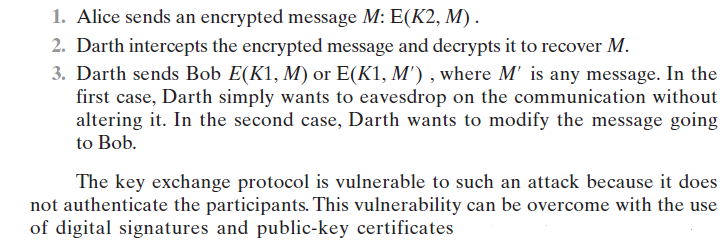 1. Alice sends an encrypted message M: E(K2, M) .
2. Darth intercepts the encrypted message and decrypts it to recover M.
3. Darth sends Bob E(K1, M) or E(K1, M′) , where M′ is any message. In the
first case, Darth simply wants to eavesdrop on the communication without
altering it. In the second case, Darth wants to modify the message going
to Bob.
The key exchange protocol is vulnerable to such an attack because it does
not authenticate the participants. This vulnerability can be overcome with the use
of digital signatures and public-key certificates